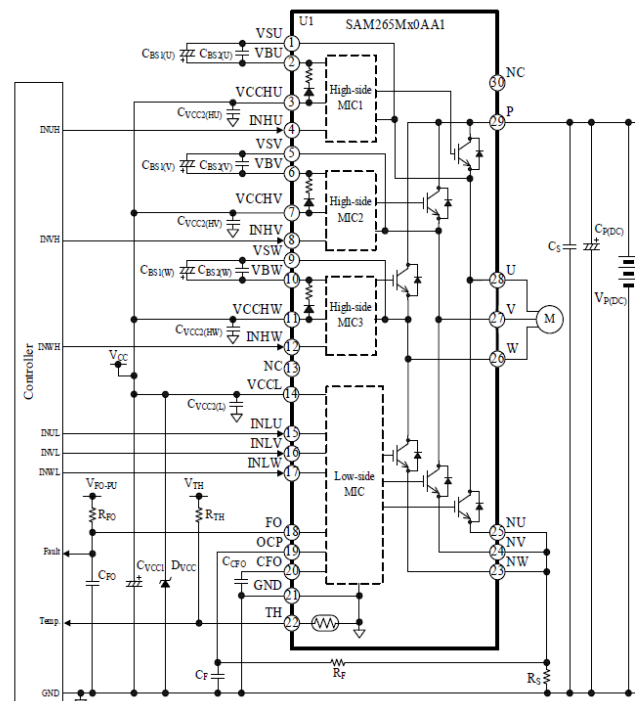 U1
SAM265Mx0AA1
VSU
1
CBS1(U)
CBS2(U)
VBU
2
High-side
MIC1
NC
30
VCCHU
3
P
29
CVCC2(HU)
INUH
INHU
4
VSV
5
CBS1(V)
CBS2(V)
VBV
6
High-side
MIC2
VCCHV
7
CVCC2(HV)
CS
CP(DC)
INVH
INHV
8
VSW
9
CBS1(W)
CBS2(W)
VBW
10
U
28
VP(DC)
High-side
MIC3
VCCHW
11
V
27
M
CVCC2(HW)
INWH
INHW
12
W
26
VCC
NC
13
Controller
VCCL
14
CVCC2(L)
INUL
INLU
15
INVL
INLV
16
INWL
INLW
17
Low-side
MIC
VFO-PU
VTH
RFO
RTH
FO
18
NU
25
Fault
OCP
19
NV
24
CCFO
CFO
20
NW
23
CFO
CVCC1
DVCC
GND
21
Temp.
TH
22
CF
RF
RS
GND